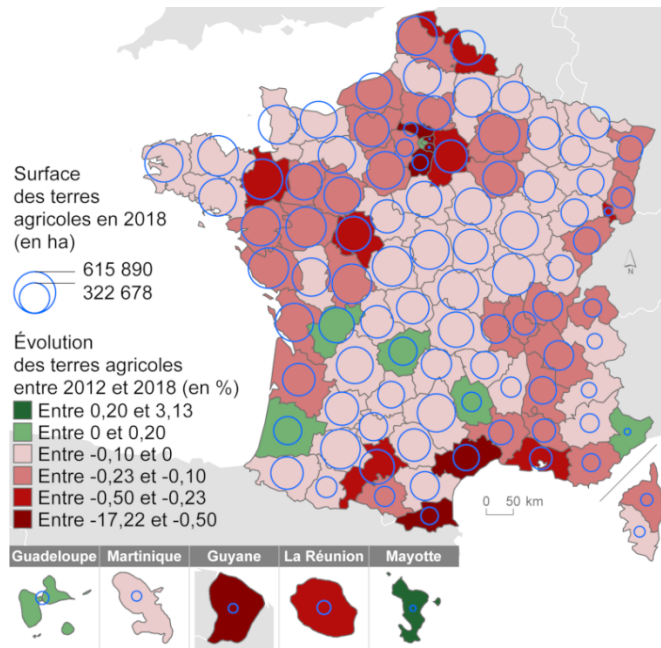 Surface
des terres
agricoles en 2018
(en ha)
615 890
322 678
Évolution
des terres agricoles
entre 2012 et 2018 (en %)
Entre 0,20 et 3,13
Entre 0 et 0,20
Entre -0,10 et 0
Entre -0,23 et -0,10
Entre -0,50 et -0,23
Entre -17,22 et -0,50
N
0 50 km
Guadeloupe Martinique Guyane La Réunion Mayotte